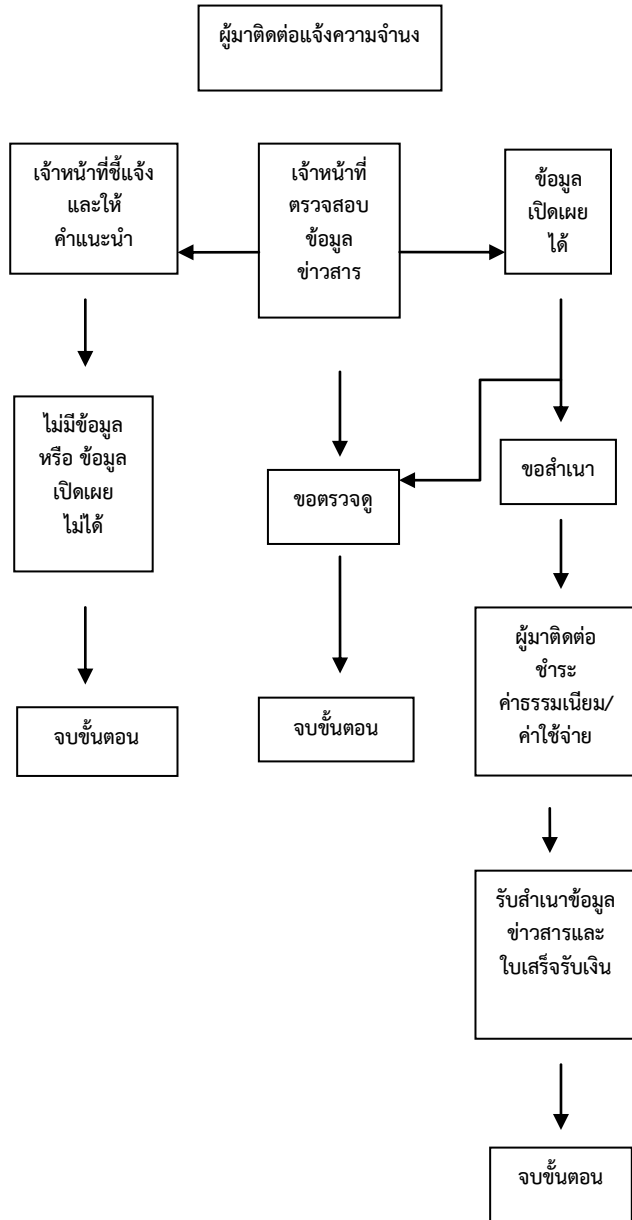 ผู้มาติดต่อแจ้งความจำนง
เจ้าหน้าที่ชี้แจง
และให้
คำแนะนำ
เจ้าหน้าที่
ตรวจสอบ
ข้อมูล
ข่าวสาร
ข้อมูล
เปิดเผย
ได้
ไม่มีข้อมูล
หรือ ข้อมูล
เปิดเผย
ไม่ได้
ขอตรวจดู
ขอสำเนา
ผู้มาติดต่อ
ชำระ
ค่าธรรมเนียม/
ค่าใช้จ่าย
จบขั้นตอน
จบขั้นตอน
รับสำเนาข้อมูล
ข่าวสารและ
ใบเสร็จรับเงิน
จบขั้นตอน